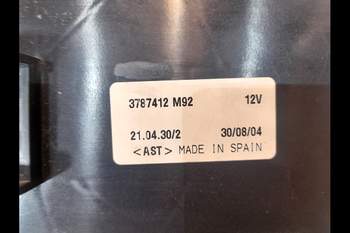 3787412 M92 12V
21.04.30/2 30/08/04
<AST> MADE IN SPAIN